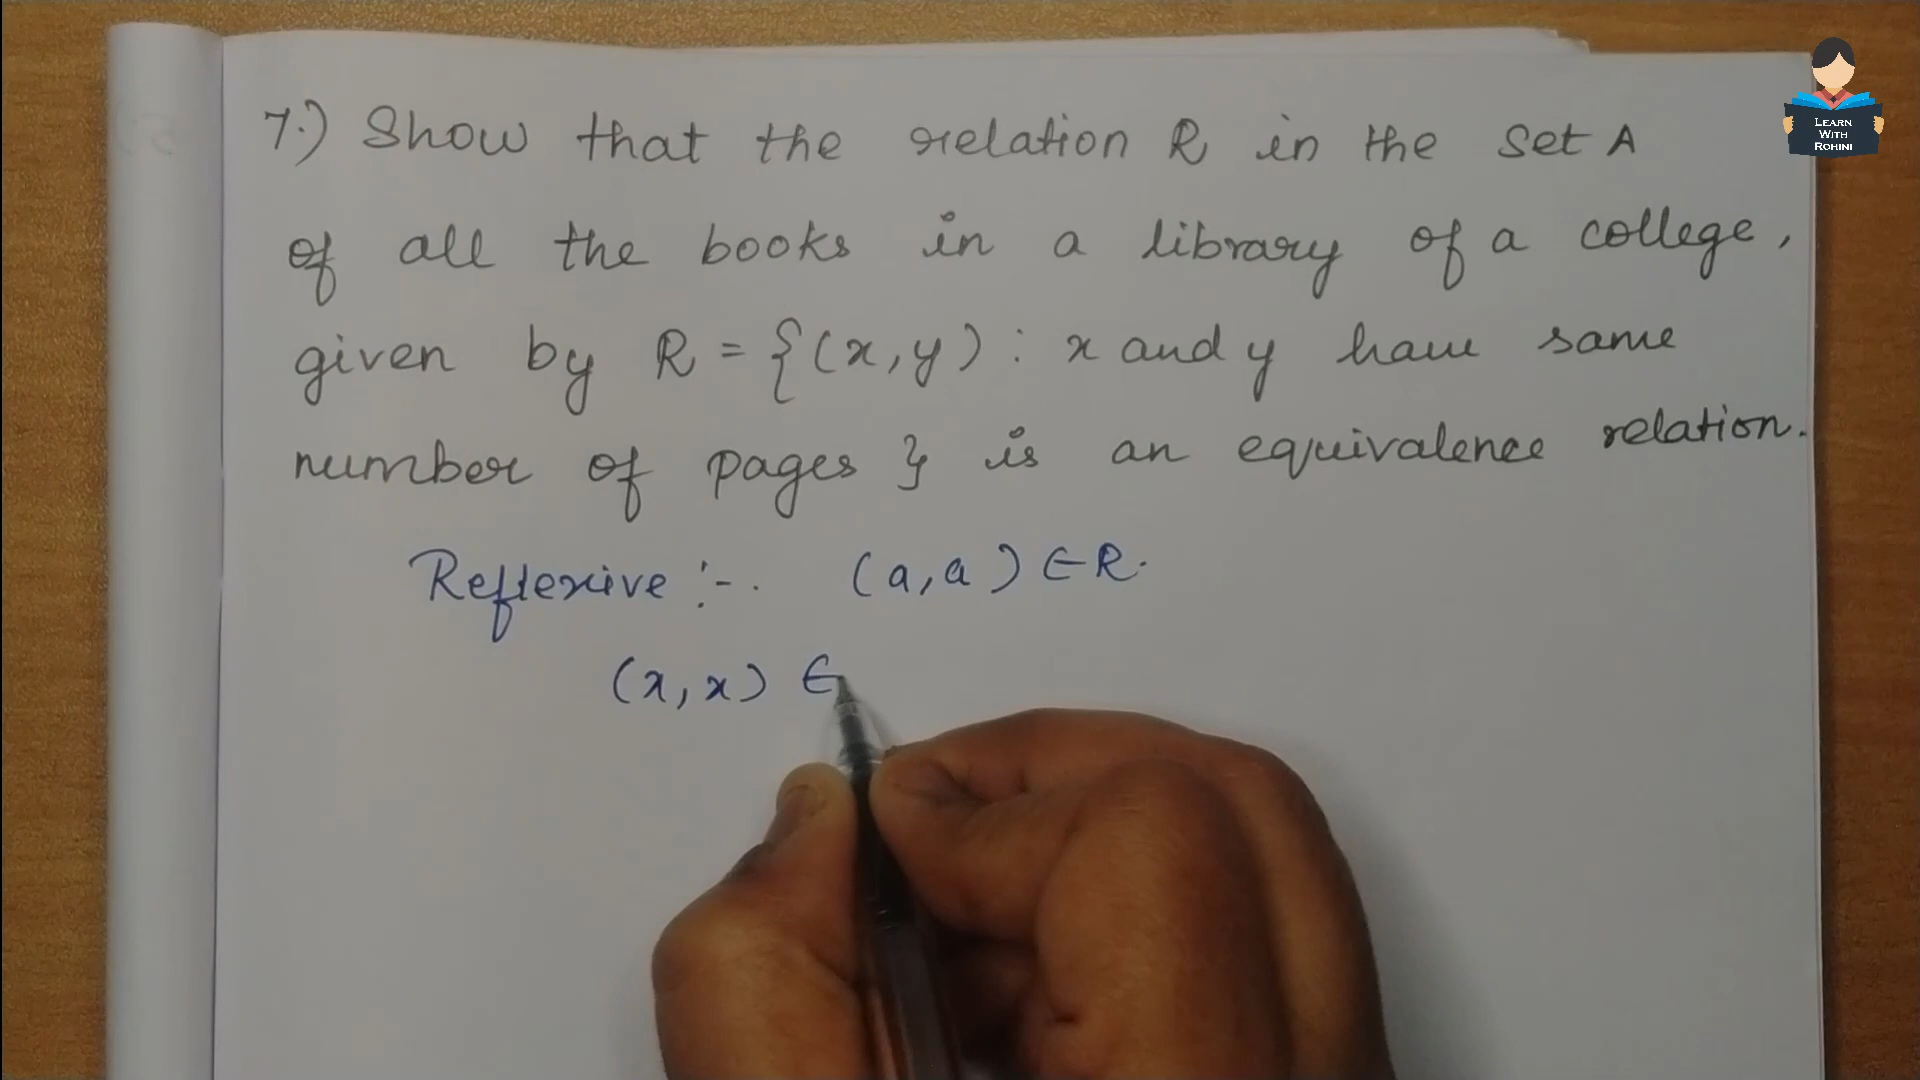 LEARN
WITH
ROHINI
7.) Show that the relation R in the set A
of all the books in a library of a college,
given by R = {(x, y) : x and y have same
number of pages } is an equivalence relation.
Reflexive :-. (a, a) ∈ R.
(x, x) ∈